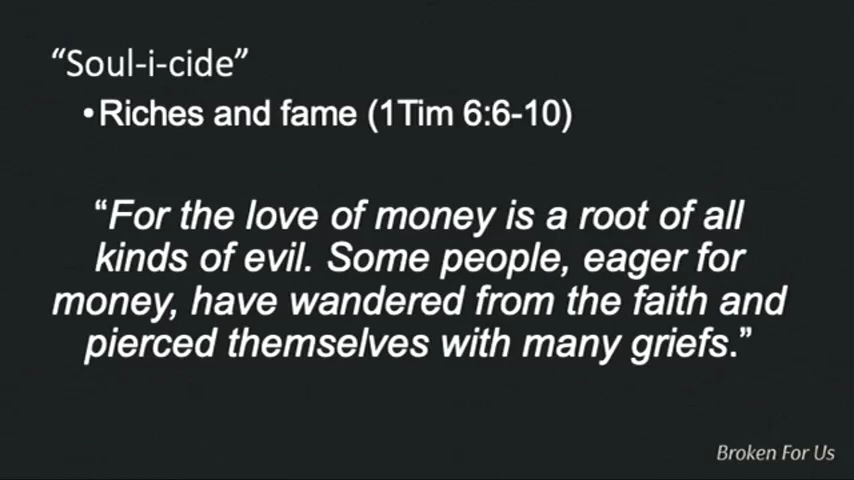 “Soul-i-cide”
•Riches and fame (1Tim 6:6-10)
“For the love of money is a root of all
kinds of evil. Some people, eager for
money, have wandered from the faith and
pierced themselves with many griefs.”
Broken For Us